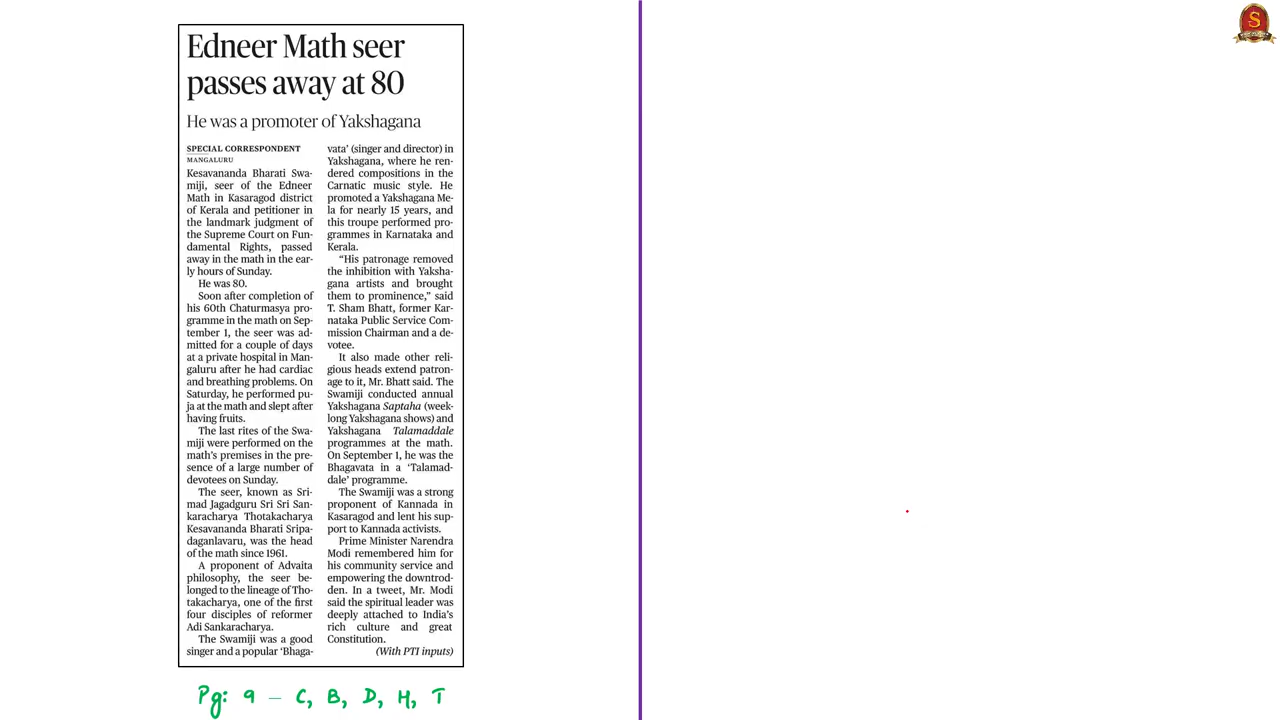 Edneer Math seer
passes away at 80
He was a promoter of Yakshagana
SPECIAL CORRESPONDENT
MANGALURU
Kesavananda Bharati Swa-
miji, seer of the Edneer
Math in Kasaragod district
of Kerala and petitioner in
the landmark judgment of
the Supreme Court on Fun-
damental Rights, passed
away in the math in the ear-
ly hours of Sunday.
He was 80.
Soon after completion of
his 60th Chaturmasya pro-
gramme in the math on Sep-
tember 1, the seer was ad-
mitted for a couple of days
at a private hospital in Man-
galuru after he had cardiac
and breathing problems. On
Saturday, he performed pu-
ja at the math and slept after
having fruits.
The last rites of the Swa-
miji were performed on the
math's premises in the pre-
sence of a large number of
devotees on Sunday.
The seer, known as Sri-
mad Jagadguru Sri Sri San-
karacharya Thotakacharya
Kesavananda Bharati Sripa-
daganlavaru, was the head
of the math since 1961.
A proponent of Advaita
philosophy, the seer be-
longed to the lineage of Tho-
takacharya, one of the first
four disciples of reformer
Adi Sankaracharya.
The Swamiji was a good
singer and a popular 'Bhaga-
vata' (singer and director) in
Yakshagana, where he ren-
dered compositions in the
Carnatic music style. He
promoted a Yakshagana Me-
la for nearly 15 years, and
this troupe performed pro-
grammes in Karnataka and
Kerala.
"His patronage removed
the inhibition with Yaksha-
gana artists and brought
them to prominence," said
T. Sham Bhatt, former Kar-
nataka Public Service Com-
mission Chairman and a de-
votee.
It also made other reli-
gious heads extend patron-
age to it, Mr. Bhatt said. The
Swamiji conducted annual
Yakshagana Saptaha (week-
long Yakshagana shows) and
Yakshagana Talamaddale
programmes at the math.
On September 1, he was the
Bhagavata in a 'Talamad-
dale' programme.
The Swamiji was a strong
proponent of Kannada in
Kasaragod and lent his sup-
port to Kannada activists.
Prime Minister Narendra
Modi remembered him for
his community service and
empowering the downtrod-
den. In a tweet, Mr. Modi
said the spiritual leader was
deeply attached to India's
rich culture and great
Constitution.
(With PTI inputs)
Pg: 9 – C, B, D, H, T
S